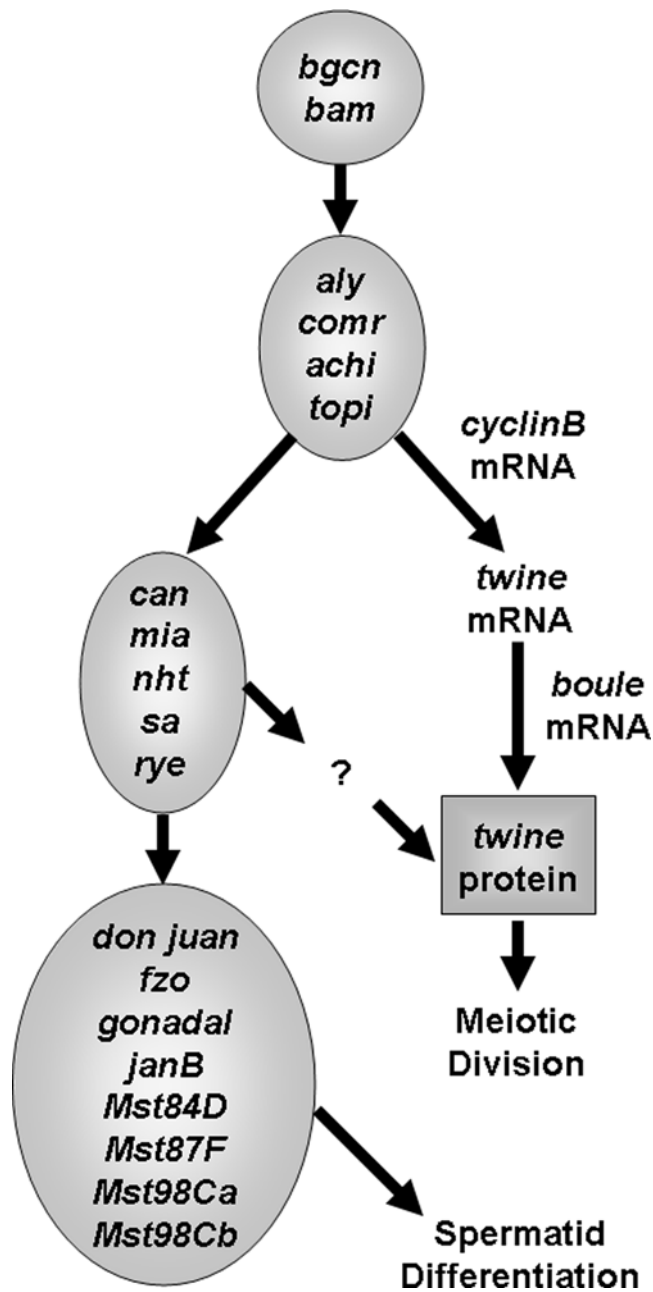 bgcn
bam
aly
comr
achi
topi
cyclinB
mRNA
can
mia
nht
sa
rye
twine
mRNA
boule
mRNA
?
twine
protein
don juan
fzo
gonadal
janB
Mst84D
Mst87F
Mst98Ca
Mst98Cb
Meiotic
Division
Spermatid
Differentiation